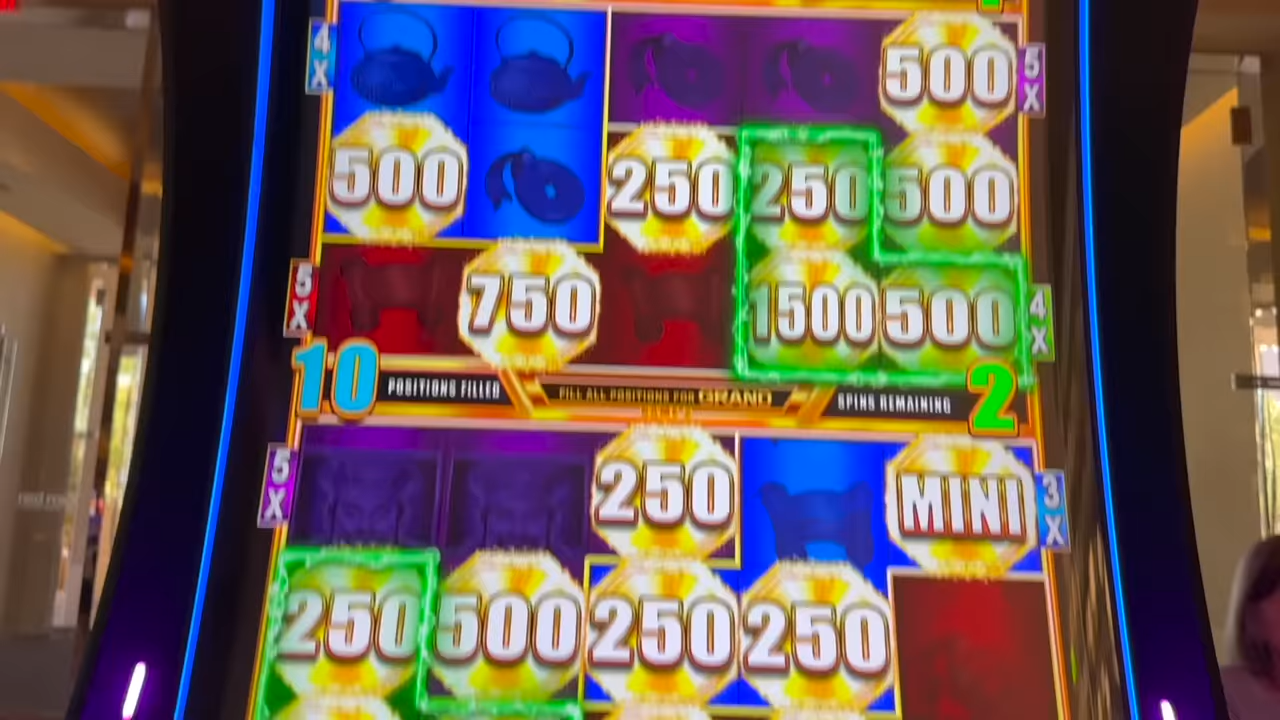 4X
500
5X
500
250
250
500
5X
750
1500
500
4X
10 POSITIONS FILLED
FILL ALL POSITIONS FOR GRAND
SPINS REMAINING 2
5X
250
MINI
3X
250
500
250
250